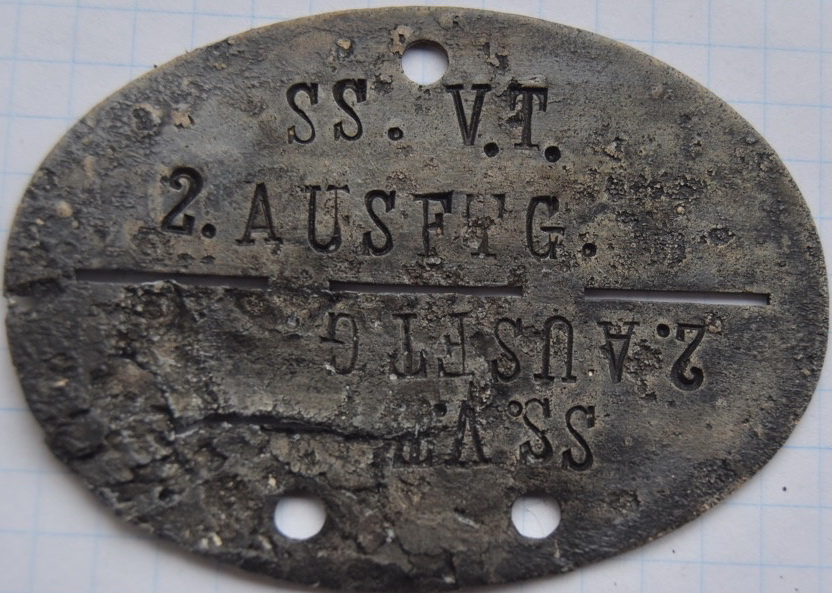 SS. V.T.
2. AUSFTG.
2. AUSFTG
SS. V.T